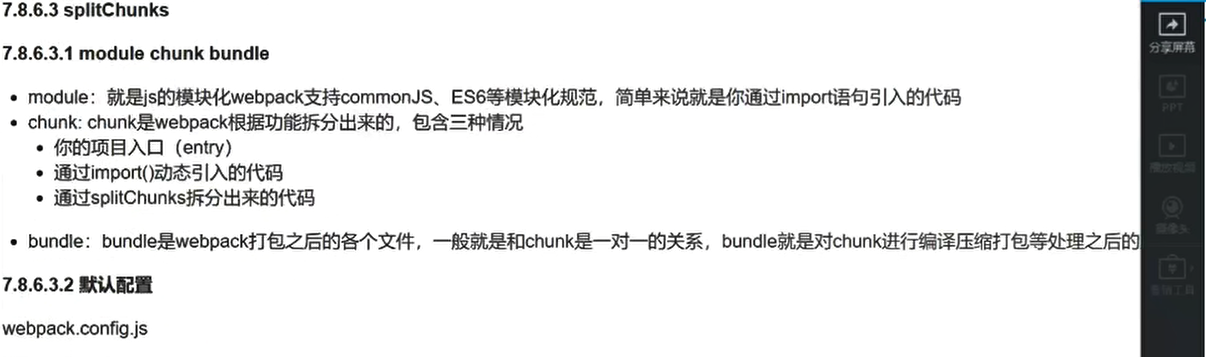 7.8.6.3 splitChunks
7.8.6.3.1 module chunk bundle
module：就是js的模块化webpack支持commonJS、ES6等模块化规范，简单来说就是你通过import语句引入的代码
chunk: chunk是webpack根据功能拆分出来的，包含三种情况
你的项目入口（entry）
通过import()动态引入的代码
通过splitChunks拆分出来的代码
bundle：bundle是webpack打包之后的各个文件，一般就是和chunk是一对一的关系，bundle就是对chunk进行编译压缩打包等处理之后的
7.8.6.3.2 默认配置
webpack.config.js
分享屏幕
PPT
播放视频
摄像头